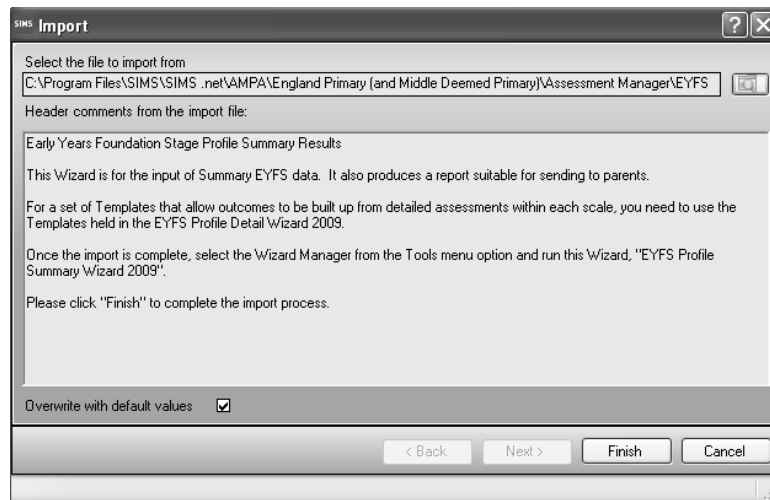 SIMS Import
Select the file to import from
C:\Program Files\SIMS\SIMS .net\AMPA\England Primary (and Middle Deemed Primary)\Assessment Manager\EYFS
Header comments from the import file:
Early Years Foundation Stage Profile Summary Results
This Wizard is for the input of Summary EYFS data.  It also produces a report suitable for sending to parents.
For a set of Templates that allow outcomes to be built up from detailed assessments within each scale, you need to use the
Templates held in the EYFS Profile Detail Wizard 2009.
Once the import is complete, select the Wizard Manager from the Tools menu option and run this Wizard, "EYFS Profile
Summary Wizard 2009".
Please click "Finish" to complete the import process.
Overwrite with default values
< Back Next > Finish Cancel